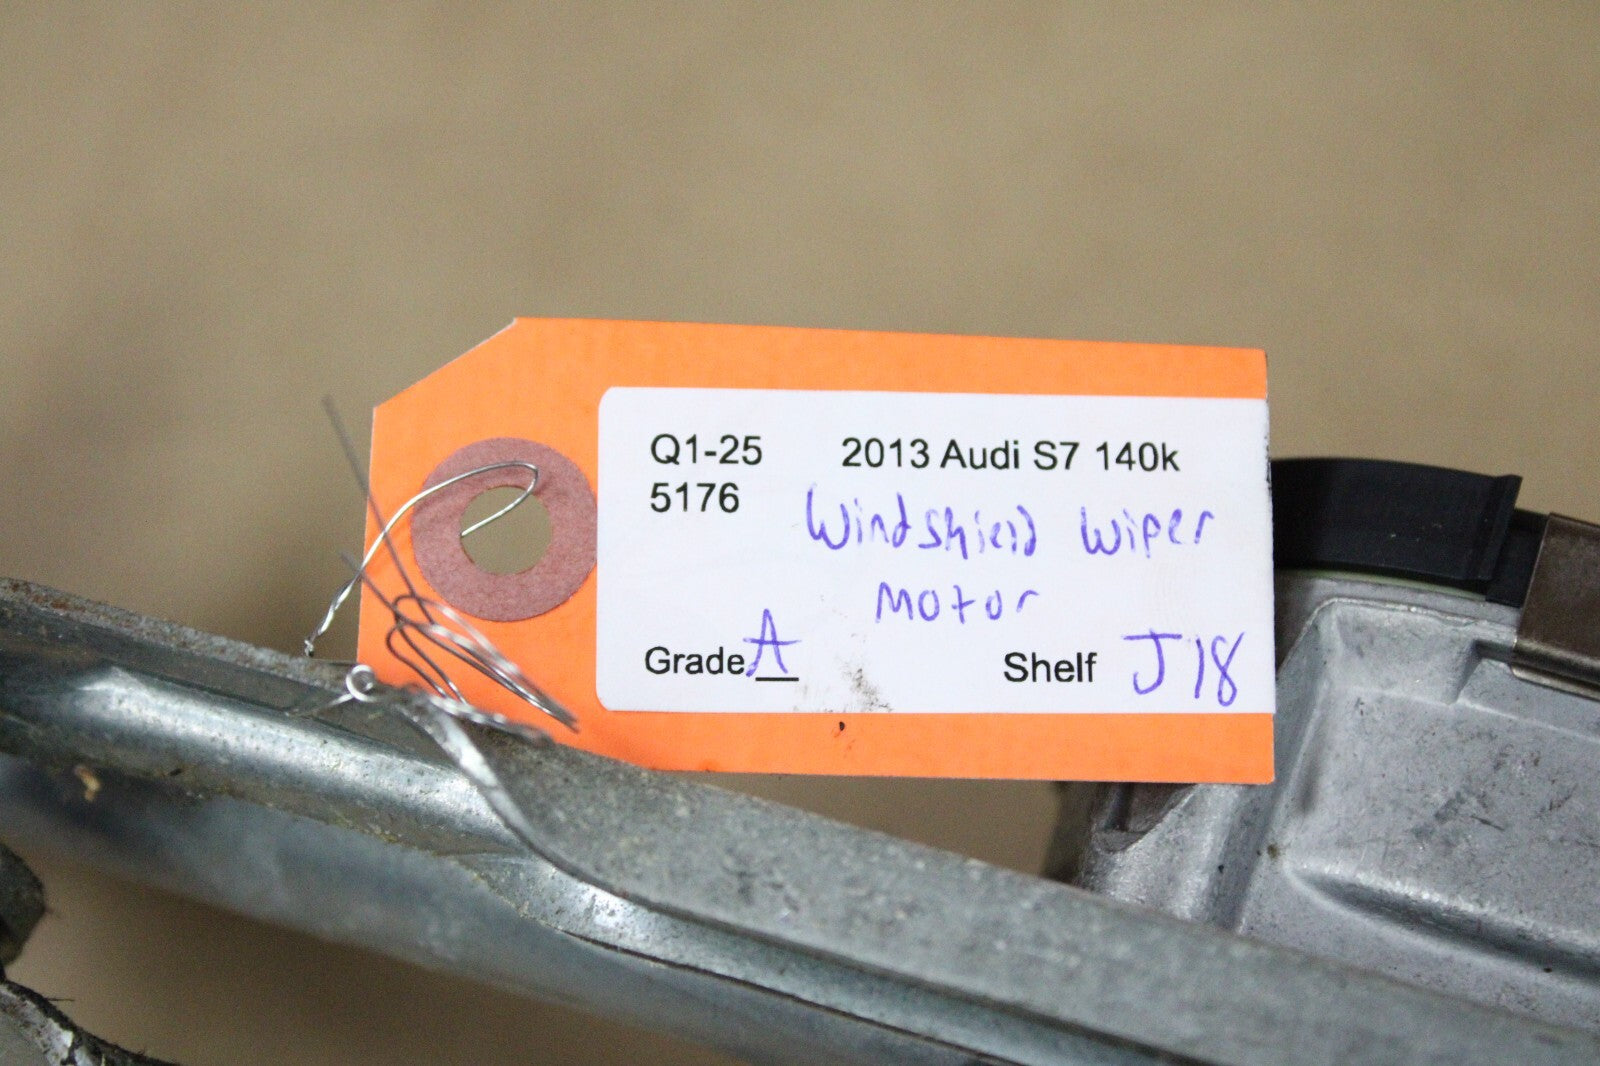 Q1-25 2013 Audi S7 140k
5176 Windshield Wiper
Motor
Grade A Shelf J18